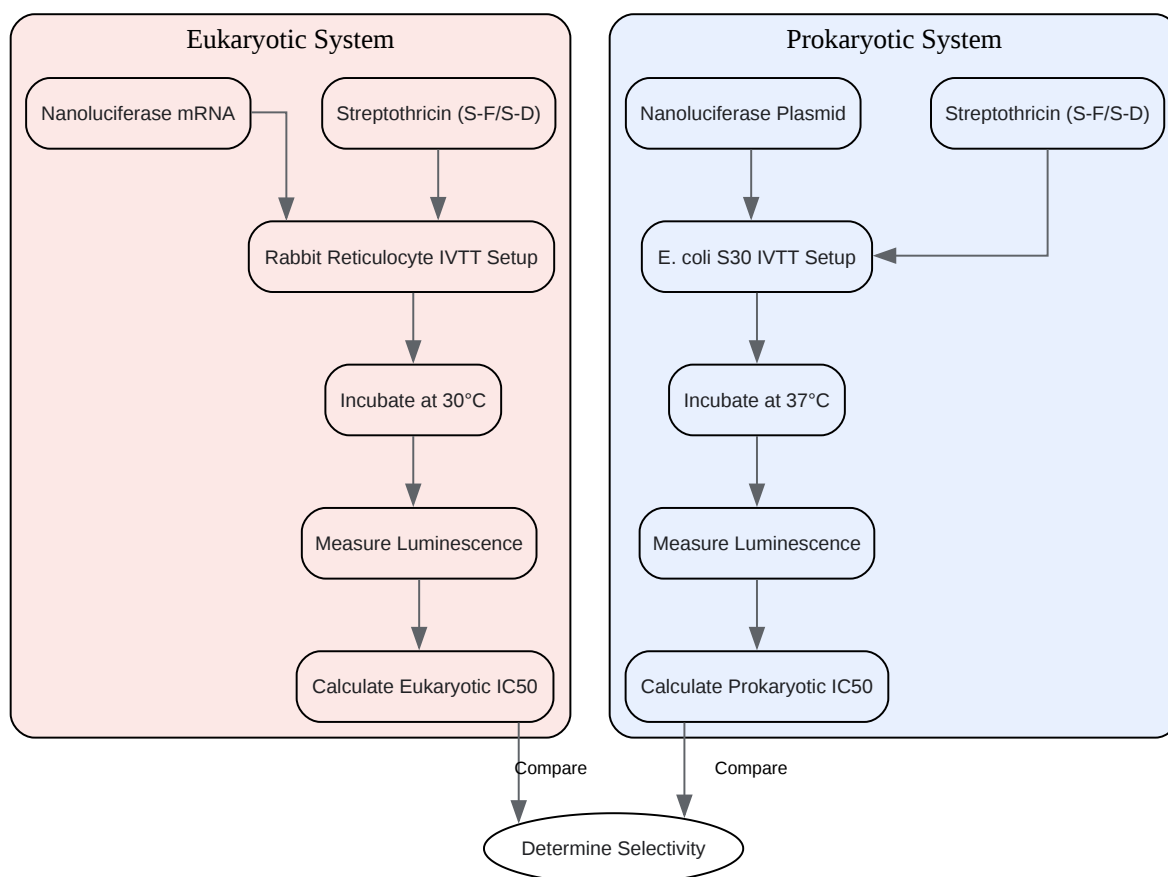 Eukaryotic System
Nanoluciferase mRNA
Streptothricin (S-F/S-D)
Rabbit Reticulocyte IVTT Setup
Incubate at 30°C
Measure Luminescence
Calculate Eukaryotic IC50
Compare
Prokaryotic System
Nanoluciferase Plasmid
Streptothricin (S-F/S-D)
E. coli S30 IVTT Setup
Incubate at 37°C
Measure Luminescence
Calculate Prokaryotic IC50
Compare
Determine Selectivity